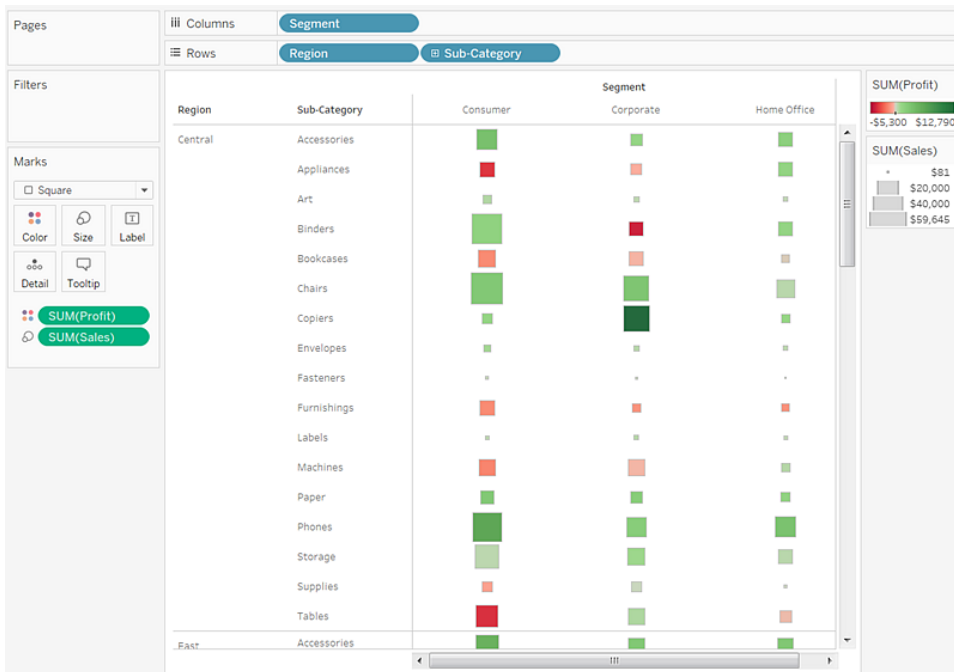 Pages
Columns
Segment
Rows
Region
Sub-Category
Filters
Marks
Square
Color
Size
Label
Detail
Tooltip
SUM(Profit)
SUM(Sales)
Segment
Region
Sub-Category
Consumer
Corporate
Home Office
Central
Accessories
Appliances
Art
Binders
Bookcases
Chairs
Copiers
Envelopes
Fasteners
Furnishings
Labels
Machines
Paper
Phones
Storage
Supplies
Tables
East
Accessories
SUM(Profit)
-$5,300 $12,790
SUM(Sales)
$81
$20,000
$40,000
$59,645